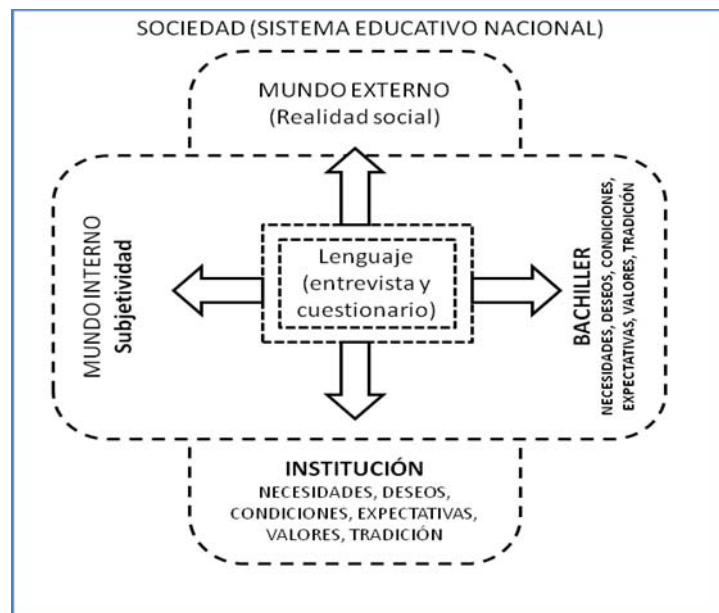 SOCIEDAD (SISTEMA EDUCATIVO NACIONAL)
MUNDO EXTERNO
(Realidad social)
MUNDO INTERNO
Subjetividad
Lenguaje
(entrevista y
cuestionario)
BACHILLER
NECESIDADES, DESEOS, CONDICIONES,
EXPECTATIVAS, VALORES, TRADICIÓN
INSTITUCIÓN
NECESIDADES, DESEOS,
CONDICIONES, EXPECTATIVAS,
VALORES, TRADICIÓN